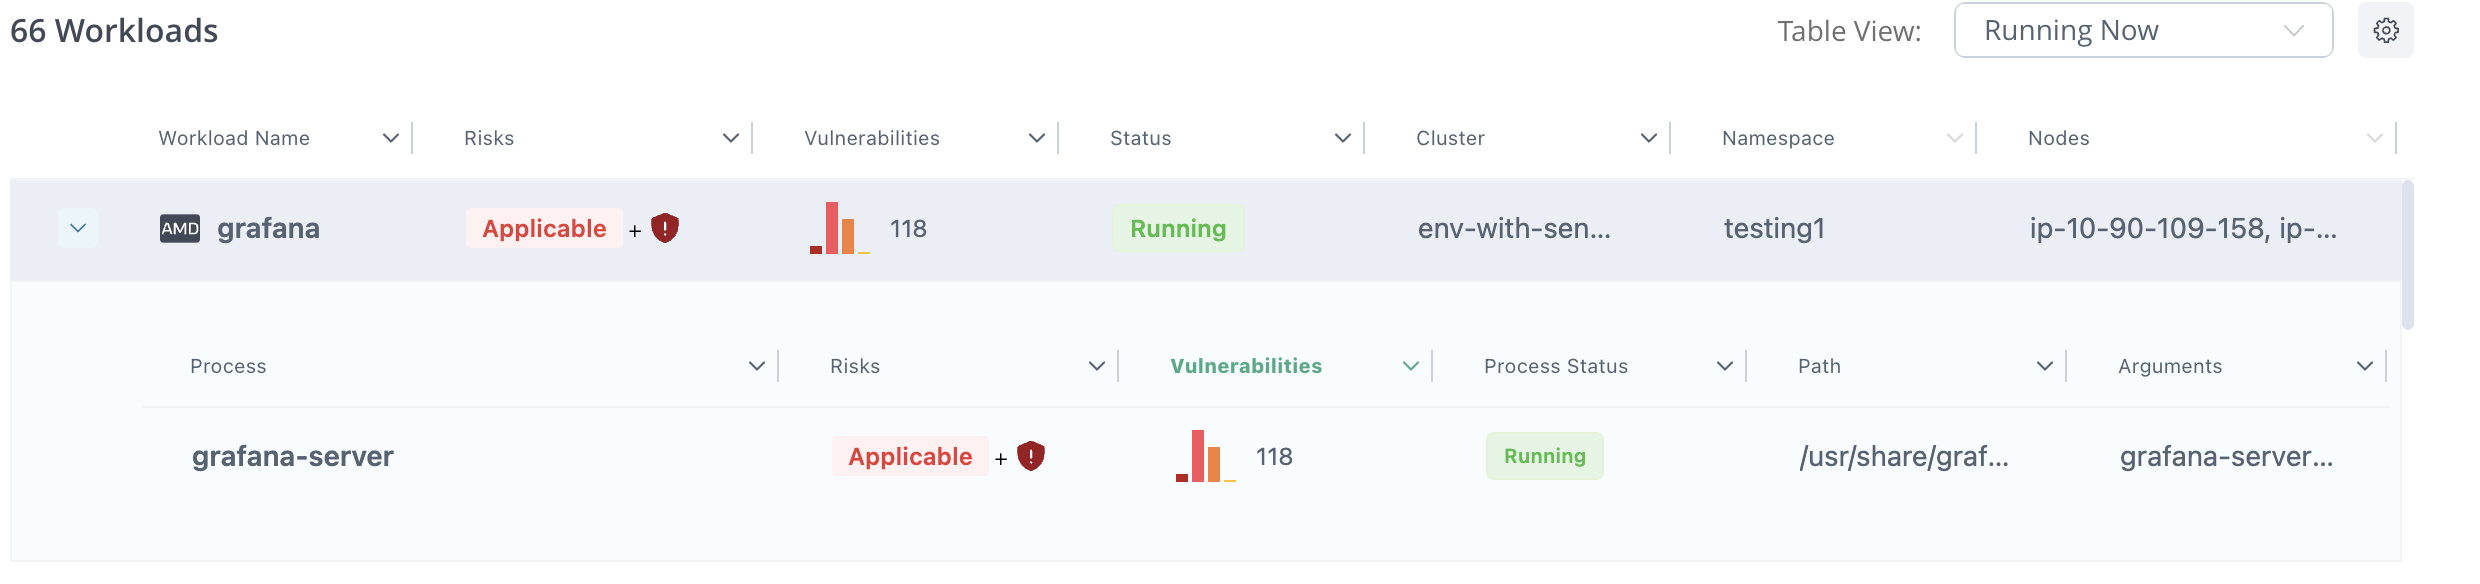 66 Workloads
Table View: Running Now
Workload Name Risks Vulnerabilities Status Cluster Namespace Nodes
AMD grafana Applicable + 118 Running env-with-sen... testing1 ip-10-90-109-158, ip-...
Process Risks Vulnerabilities Process Status Path Arguments
grafana-server Applicable + 118 Running /usr/share/graf... grafana-server...